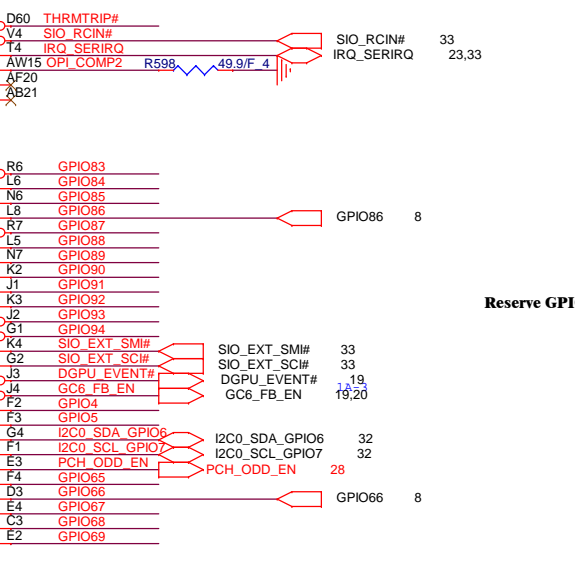 D60 THRMTRIP#
V4 SIO_RCIN# SIO_RCIN# 33
T4 IRQ_SERIRQ IRQ_SERIRQ 23,33
AW15 OPI_COMP2 R598 49.9/F_4
AF20
AB21
R6 GPIO83
L6 GPIO84
N6 GPIO85
L8 GPIO86 GPIO86 8
R7 GPIO87
L5 GPIO88
N7 GPIO89
K2 GPIO90
J1 GPIO91
K3 GPIO92 Reserve GPI
J2 GPIO93
G1 GPIO94
K4 SIO_EXT_SMI# SIO_EXT_SMI# 33
G2 SIO_EXT_SCI# SIO_EXT_SCI# 33
J3 DGPU_EVENT# DGPU_EVENT# 19
1A-3
J4 GC6_FB_EN GC6_FB_EN 19,20
F2 GPIO4
F3 GPIO5
G4 I2C0_SDA_GPIO6 I2C0_SDA_GPIO6 32
F1 I2C0_SCL_GPIO7 I2C0_SCL_GPIO7 32
E3 PCH_ODD_EN PCH_ODD_EN 28
F4 GPIO65
D3 GPIO66 GPIO66 8
E4 GPIO67
C3 GPIO68
E2 GPIO69